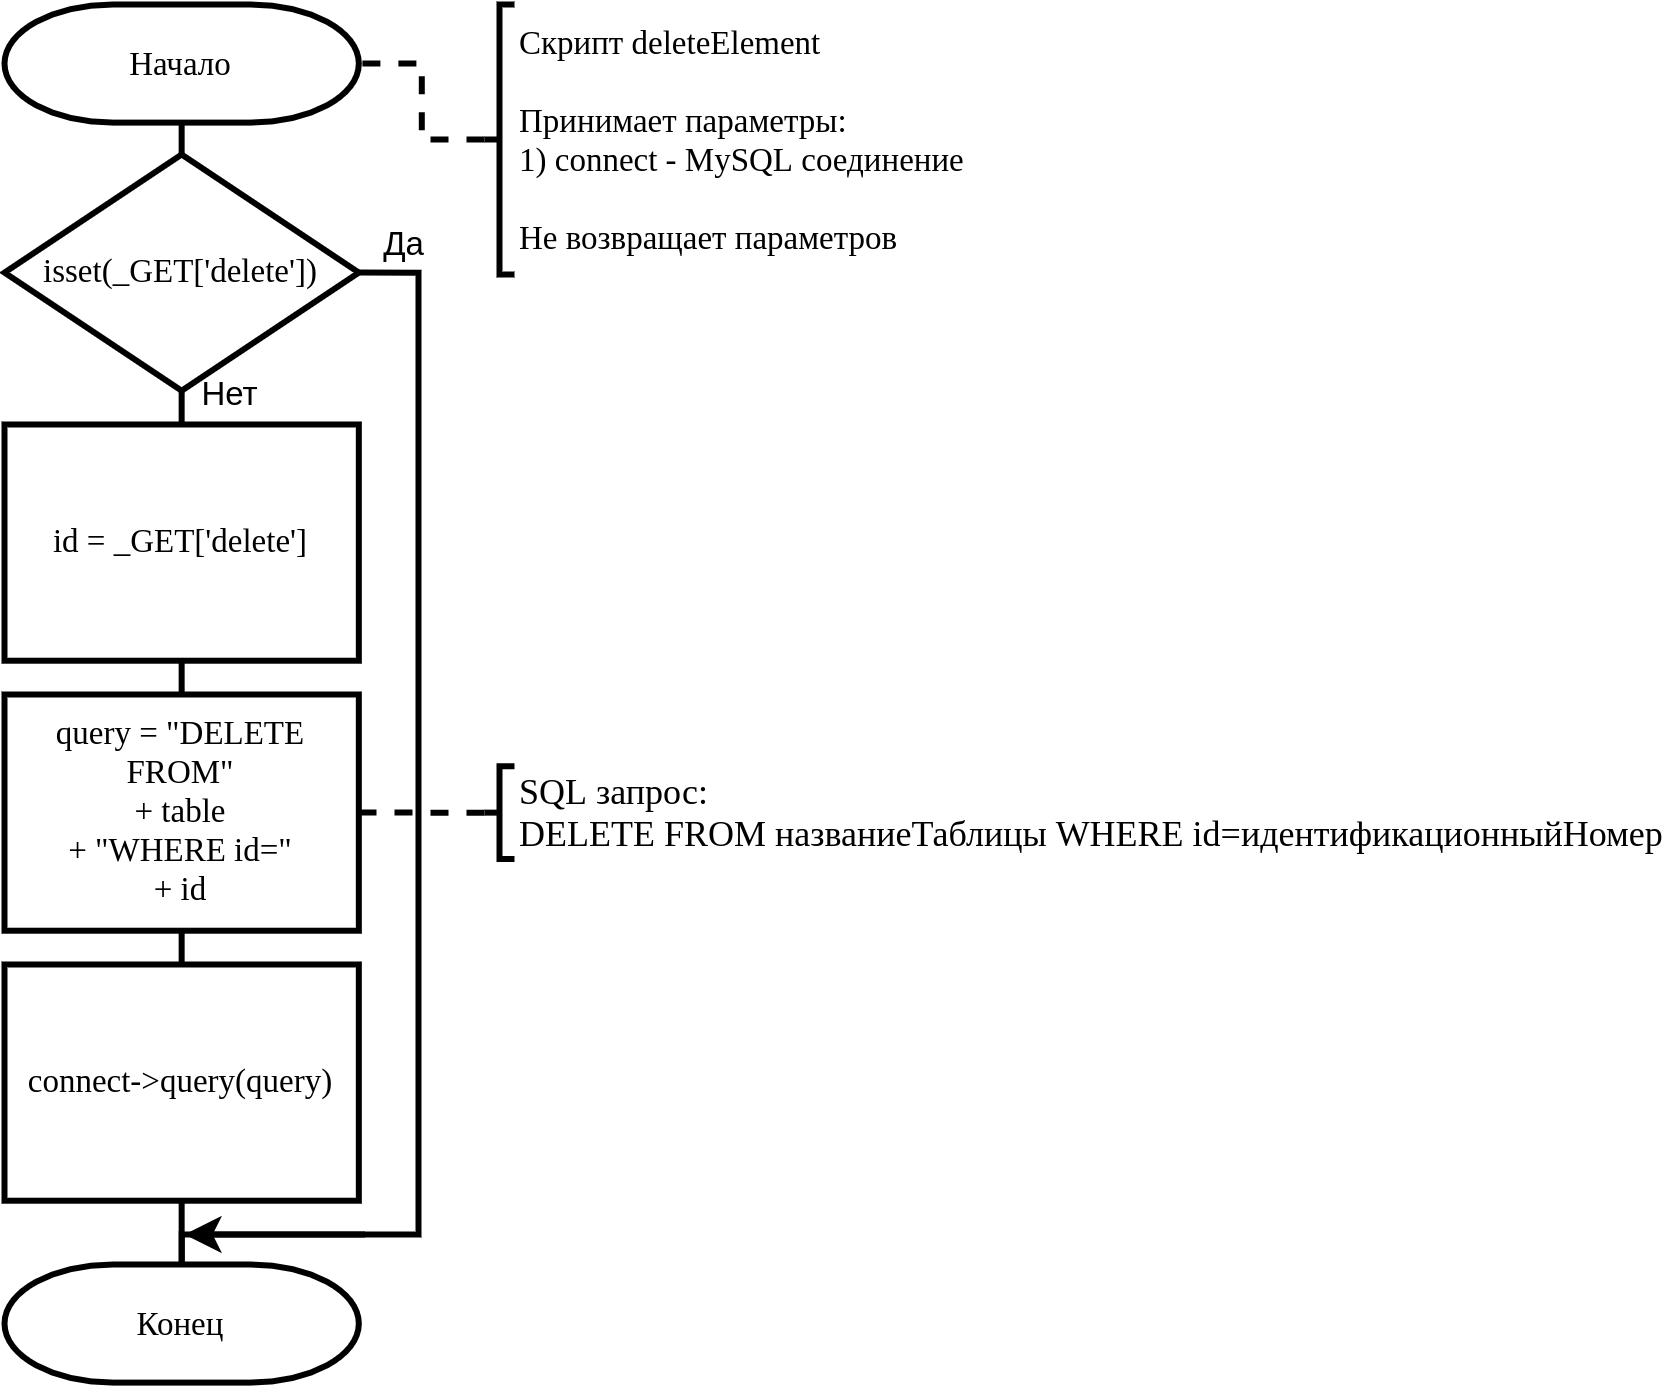 Начало
Скрипт deleteElement
Принимает параметры:
1) connect - MySQL соединение
Не возвращает параметров
isset(_GET['delete'])
Да
Нет
id = _GET['delete']
query = "DELETE
FROM"
+ table
+ "WHERE id="
+ id
SQL запрос:
DELETE FROM названиеТаблицы WHERE id=идентификационныйНомер
connect->query(query)
Конец